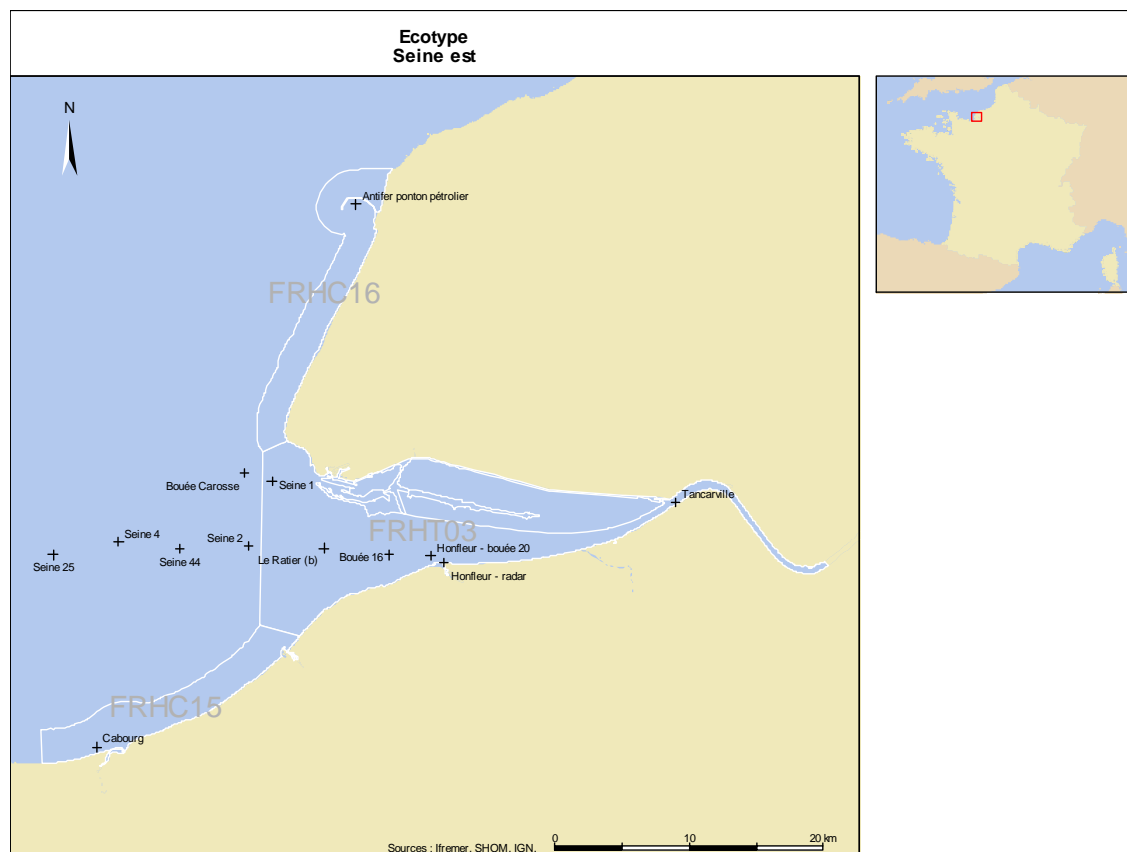 Ecotype
Seine est
N
Antifer ponton pétrolier
FRHC16
Bouée Carosse
Seine 1
Tancarville
FRHT03
Seine 4
Seine 2
Seine 25
Seine 44
Le Ratier (b)
Bouée 16
Honfleur - bouée 20
Honfleur - radar
FRHC15
Cabourg
0 10 20 km
Sources : Ifremer, SHOM, IGN.